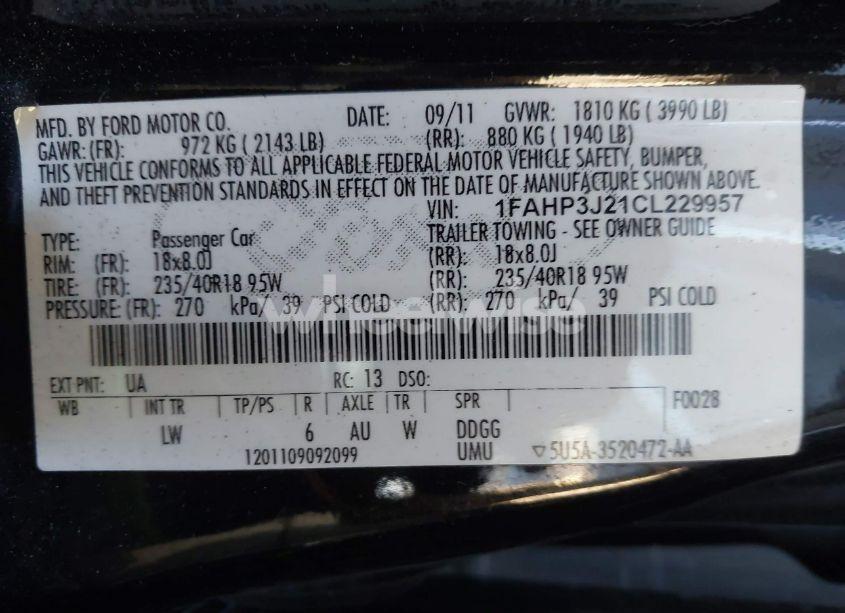 MFD. BY FORD MOTOR CO. DATE: 09/11 GVWR: 1810 KG ( 3990 LB)
GAWR: (FR): 972 KG ( 2143 LB) (RR): 880 KG ( 1940 LB)
THIS VEHICLE CONFORMS TO ALL APPLICABLE FEDERAL MOTOR VEHICLE SAFETY, BUMPER,
AND THEFT PREVENTION STANDARDS IN EFFECT ON THE DATE OF MANUFACTURE SHOWN ABOVE.
VIN: 1FAHP3J21CL229957
TYPE: Passenger Car TRAILER TOWING - SEE OWNER GUIDE
RIM: (FR): 18x8.0J (RR): 18x8.0J
TIRE: (FR): 235/40R18 95W (RR): 235/40R18 95W
PRESSURE: (FR): 270 kPa/ 39 PSI COLD (RR): 270 kPa/ 39 PSI COLD
wheelwise
EXT PNT: UA RC: 13 DSO:
WB INT TR TP/PS R AXLE TR SPR F0028
LW 6 AU W DDGG
1201109092099 UMU ▽5U5A-3520472-AA